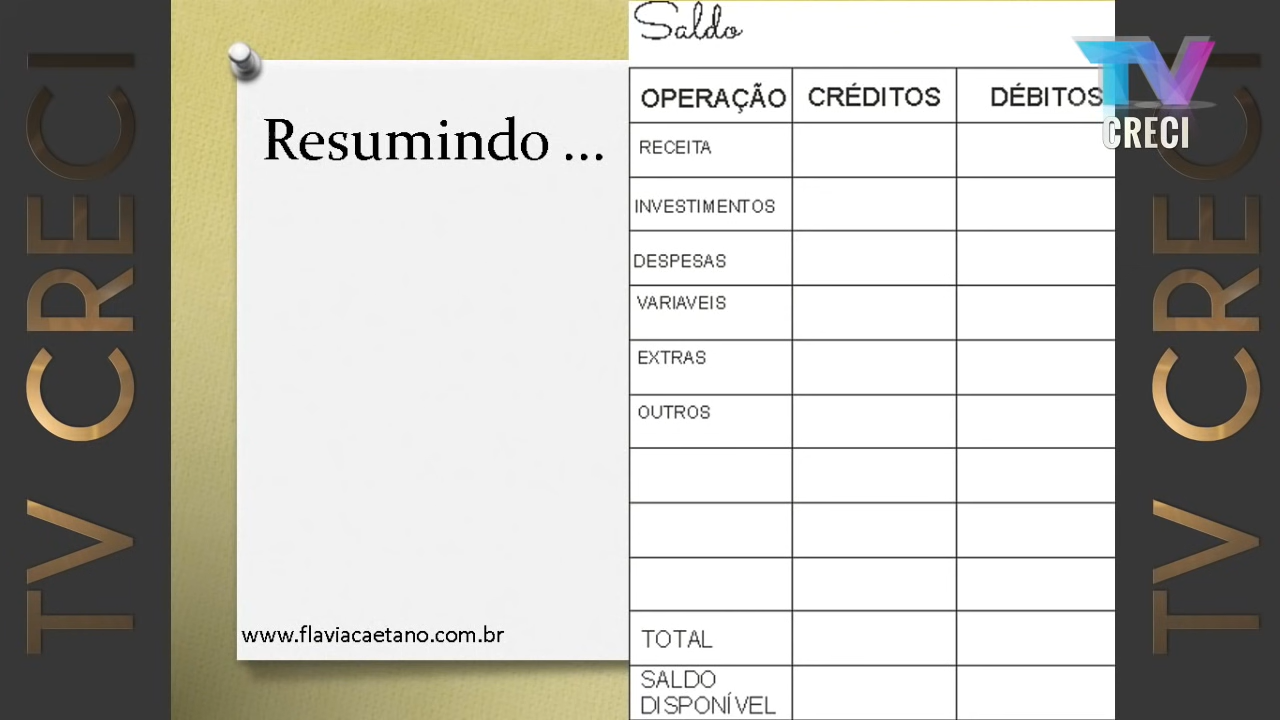 Saldo
OPERAÇÃO CRÉDITOS DÉBITOS
RECEITA
INVESTIMENTOS
DESPESAS
VARIAVEIS
EXTRAS
OUTROS
TOTAL
SALDO
DISPONÍVEL
Resumindo ...
www.flaviacaetano.com.br
TV CRECI
TV CRECI
TV
CRECI